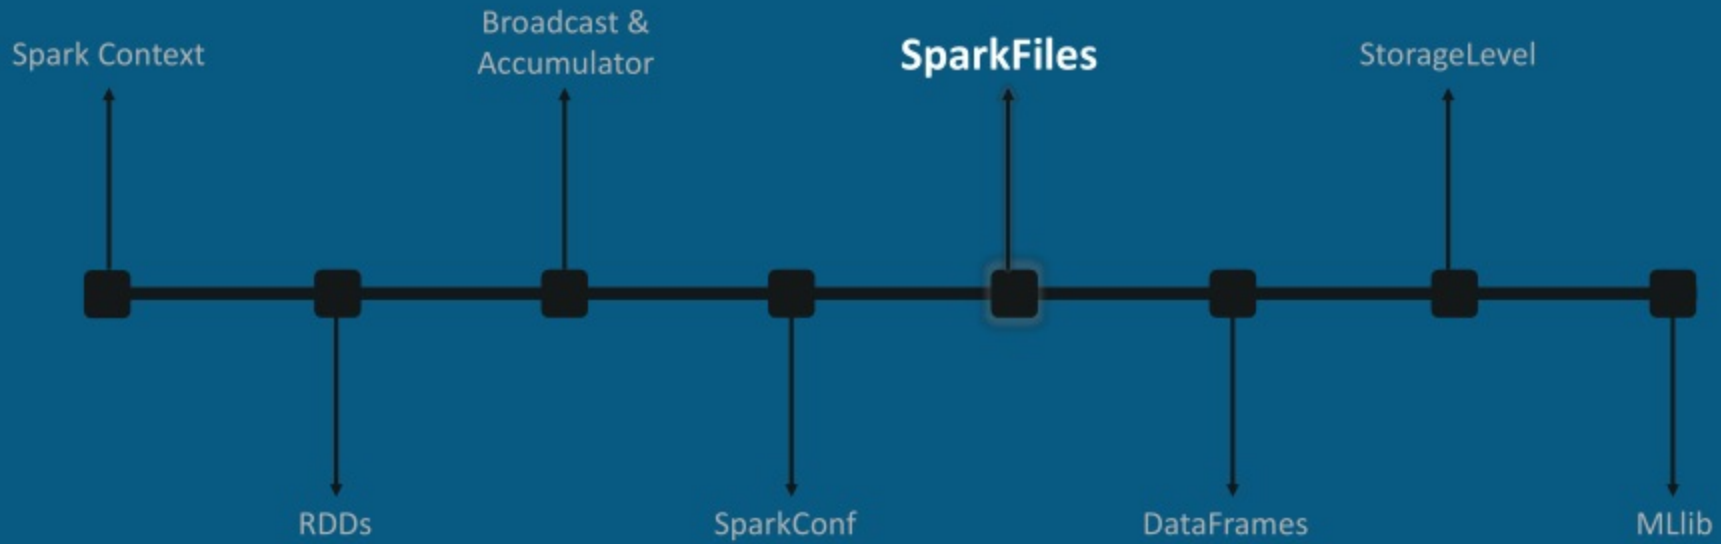 Spark Context
Broadcast &
Accumulator
SparkFiles
StorageLevel
RDDs
SparkConf
DataFrames
MLlib